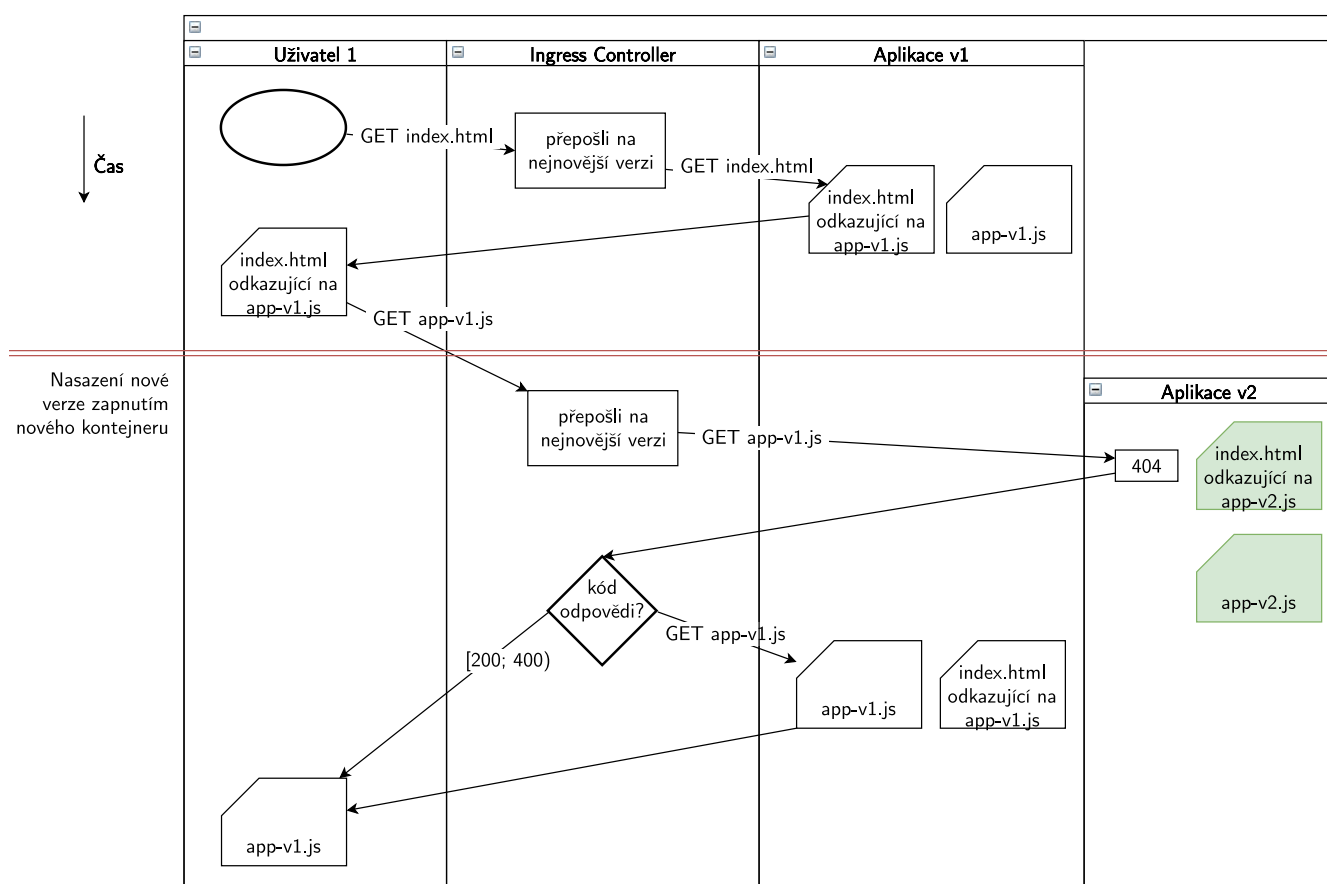 Uživatel 1
Ingress Controller
Aplikace v1
Čas
GET index.html
přepošli na
nejnovější verzi
GET index.html
index.html
odkazující na
app-v1.js
app-v1.js
index.html
odkazující na
app-v1.js
GET app-v1.js
Nasazení nové
verze zapnutím
nového kontejneru
Aplikace v2
přepošli na
nejnovější verzi
GET app-v1.js
404
index.html
odkazující na
app-v2.js
app-v2.js
kód
odpovědi?
GET app-v1.js
[200; 400)
app-v1.js
index.html
odkazující na
app-v1.js
app-v1.js